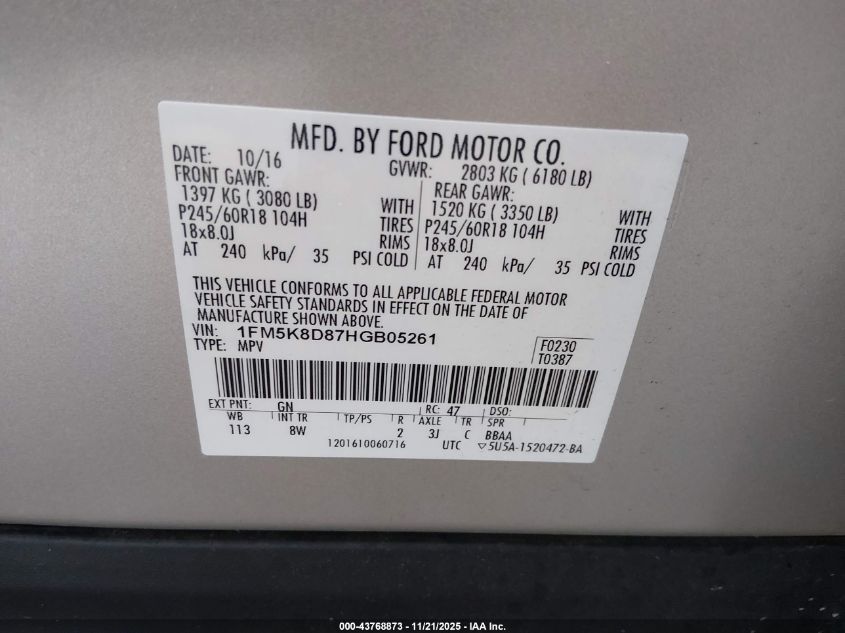 MFD. BY FORD MOTOR CO.
DATE: 10/16 GVWR: 2803 KG ( 6180 LB)
FRONT GAWR: REAR GAWR:
1397 KG ( 3080 LB) WITH 1520 KG ( 3350 LB) WITH
P245/60R18 104H TIRES P245/60R18 104H TIRES
18x8.0J RIMS 18x8.0J RIMS
AT 240 kPa/ 35 PSI COLD AT 240 kPa/ 35 PSI COLD
THIS VEHICLE CONFORMS TO ALL APPLICABLE FEDERAL MOTOR
VEHICLE SAFETY STANDARDS IN EFFECT ON THE DATE OF
MANUFACTURE SHOWN ABOVE.
VIN: 1FM5K8D87HGB05261 F0230
TYPE: MPV T0387
EXT PNT: GN RC: 47 DSO:
WB INT TR TP/PS R AXLE TR SPR
113 8W 2 3J C BBAA
1201610060716 UTC ▽5U5A-1520472-BA
000-43768873 - 11/21/2025 - IAA Inc.